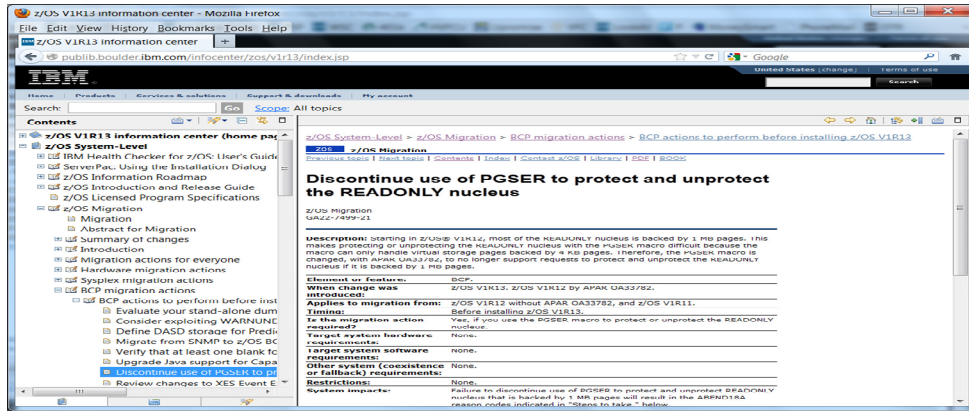 z/OS V1R13 information center - Mozilla Firefox
File Edit View History Bookmarks Tools Help
z/OS V1R13 information center +
publib.boulder.ibm.com/infocenter/zos/v1r13/index.jsp
Google
United States [change] | Terms of use
IBM
Search
Home | Products | Services & solutions | Support & downloads | My account
Search: Go Scope: All topics
Contents
z/OS V1R13 information center (home pag
z/OS System-Level
IBM Health Checker for z/OS: User's Guide
ServerPac: Using the Installation Dialog
z/OS Information Roadmap
z/OS Introduction and Release Guide
z/OS Licensed Program Specifications
z/OS Migration
Migration
Abstract for Migration
Summary of changes
Introduction
Migration actions for everyone
Hardware migration actions
Sysplex migration actions
BCP migration actions
BCP actions to perform before inst
Evaluate your stand-alone dum
Consider exploiting WARNUND
Define DASD storage for Predic
Migrate from SNMP to z/OS BC
Verify that at least one blank fo
Upgrade Java support for Capa
Discontinue use of PGSER to pr
Review changes to XES Event E
z/OS System-Level > z/OS Migration > BCP migration actions > BCP actions to perform before installing z/OS V1R13
zos z/OS Migration
Previous topic | Next topic | Contents | Index | Contact z/OS | Library | PDF | BOOK
Discontinue use of PGSER to protect and unprotect
the READONLY nucleus
z/OS Migration
GA22-7499-21
Description: Starting in z/OS® V1R12, most of the READONLY nucleus is backed by 1 MB pages. This
makes protecting or unprotecting the READONLY nucleus with the PGSER macro difficult because the
macro can only handle virtual storage pages backed by 4 KB pages. Therefore, the PGSER macro is
changed, with APAR OA33782, to no longer support requests to protect and unprotect the READONLY
nucleus if it is backed by 1 MB pages.
Element or feature: BCP.
When change was introduced: z/OS V1R13, z/OS V1R12 by APAR OA33782.
Applies to migration from: z/OS V1R12 without APAR OA33782, and z/OS V1R11.
Timing: Before installing z/OS V1R13.
Is the migration action required? Yes, if you use the PGSER macro to protect or unprotect the READONLY nucleus.
Target system hardware requirements: None.
Target system software requirements: None.
Other system (coexistence or fallback) requirements: None.
Restrictions: None.
System impacts: Failure to discontinue use of PGSER to protect and unprotect READONLY
nucleus that is backed by 1 MB pages will result in the ABEND18A
reason codes indicated in "Steps to take," below.